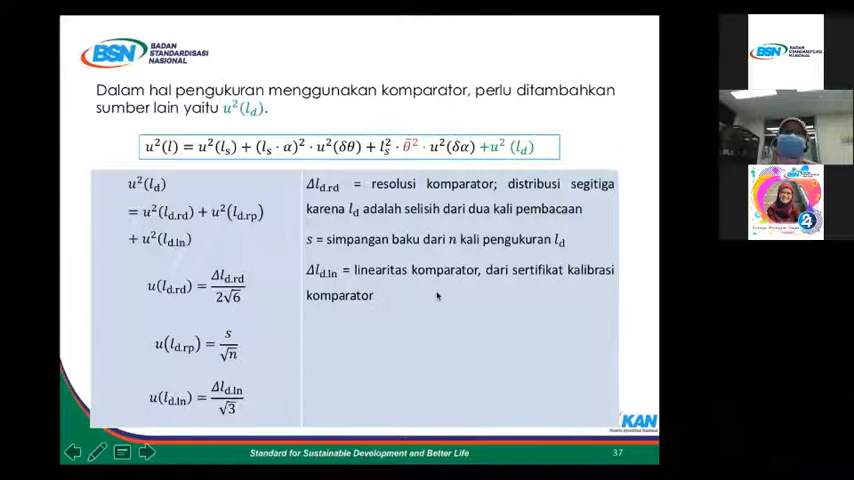 BSN
BADAN
STANDARDISASI
NASIONAL
Dalam hal pengukuran menggunakan komparator, perlu ditambahkan
sumber lain yaitu u²(l_d).
u²(l) = u²(l_s) + (l_s · α)² · u²(δθ) + l_s² · θ̄² · u²(δα) + u² (l_d)
u²(l_d)
= u²(l_d.rd) + u²(l_d.rp)
+ u²(l_d.ln)
u(l_d.rd) = Δl_d.rd / 2√6
u(l_d.rp) = s / √n
u(l_d.ln) = Δl_d.ln / √3
Δl_d.rd = resolusi komparator; distribusi segitiga
karena l_d adalah selisih dari dua kali pembacaan
s = simpangan baku dari n kali pengukuran l_d
Δl_d.ln = linearitas komparator, dari sertifikat kalibrasi
komparator
KAN
Standard for Sustainable Development and Better Life
37
BSN
BADAN
STANDARDISASI
NASIONAL